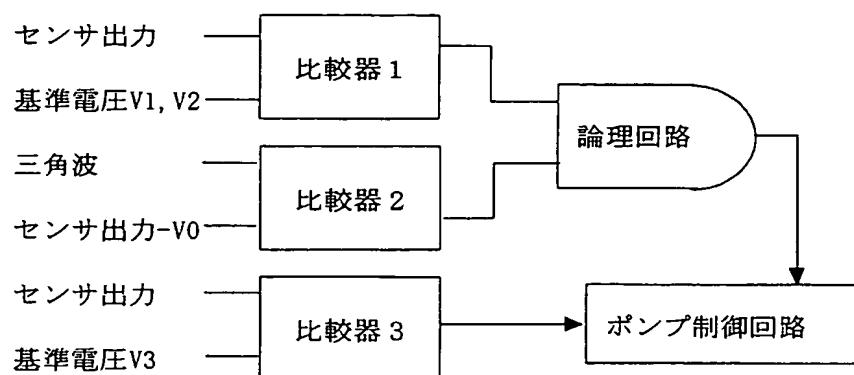 センサ出力
比較器1
基準電圧V1, V2
論理回路
三角波
比較器2
センサ出力-V0
センサ出力
比較器3
ポンプ制御回路
基準電圧V3